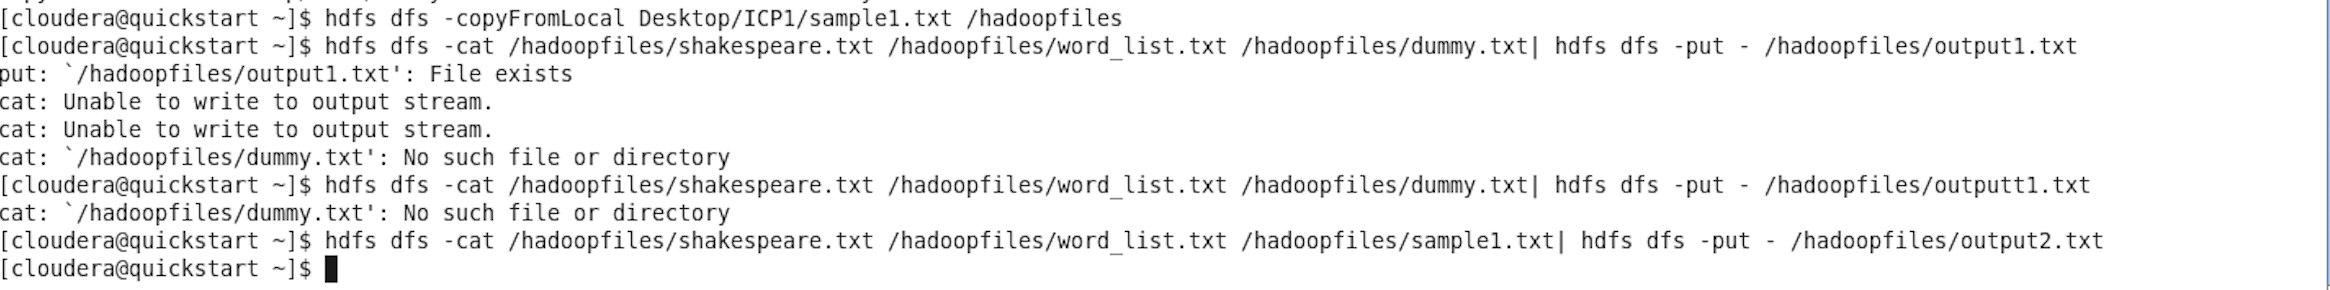 [cloudera@quickstart ~]$ hdfs dfs -copyFromLocal Desktop/ICP1/sample1.txt /hadoopfiles
[cloudera@quickstart ~]$ hdfs dfs -cat /hadoopfiles/shakespeare.txt /hadoopfiles/word_list.txt /hadoopfiles/dummy.txt| hdfs dfs -put - /hadoopfiles/output1.txt
put: `/hadoopfiles/output1.txt': File exists
cat: Unable to write to output stream.
cat: Unable to write to output stream.
cat: `/hadoopfiles/dummy.txt': No such file or directory
[cloudera@quickstart ~]$ hdfs dfs -cat /hadoopfiles/shakespeare.txt /hadoopfiles/word_list.txt /hadoopfiles/dummy.txt| hdfs dfs -put - /hadoopfiles/outputt1.txt
cat: `/hadoopfiles/dummy.txt': No such file or directory
[cloudera@quickstart ~]$ hdfs dfs -cat /hadoopfiles/shakespeare.txt /hadoopfiles/word_list.txt /hadoopfiles/sample1.txt| hdfs dfs -put - /hadoopfiles/output2.txt
[cloudera@quickstart ~]$